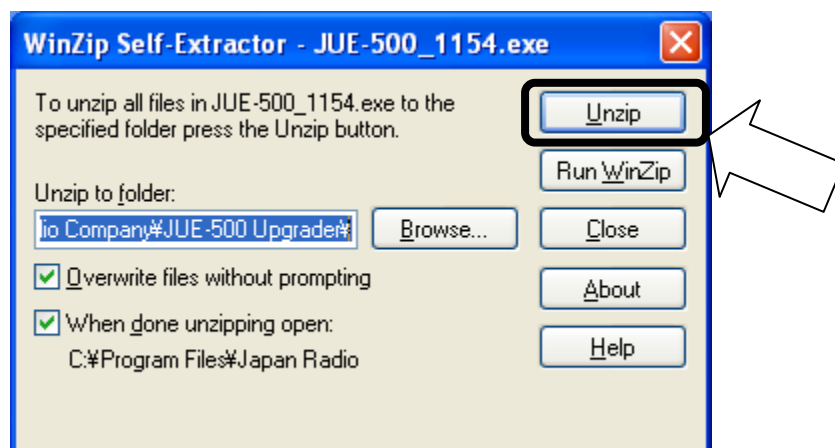 WinZip Self-Extractor - JUE-500_1154.exe
To unzip all files in JUE-500_1154.exe to the
specified folder press the Unzip button.
Unzip
Run WinZip
Unzip to folder:
io Company¥JUE-500 Upgrader¥
Browse...
Close
Overwrite files without prompting
About
When done unzipping open:
C:¥Program Files¥Japan Radio
Help